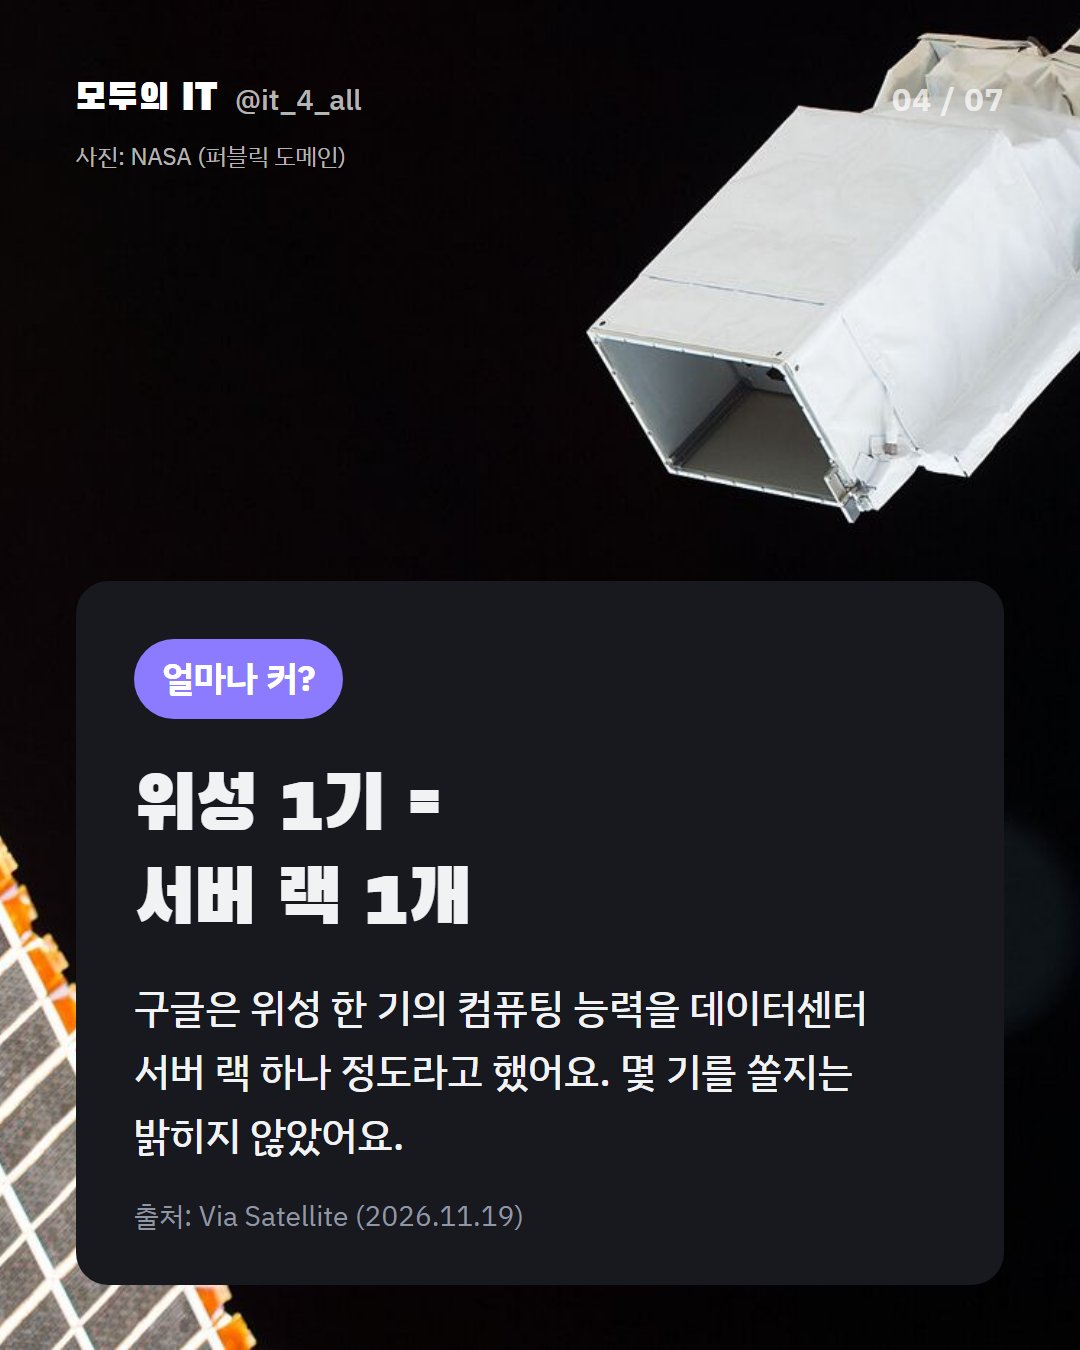 모두의 IT @it_4_all
04 / 07
사진: NASA (퍼블릭 도메인)
얼마나 커?
위성 1기 =
서버 랙 1개
구글은 위성 한 기의 컴퓨팅 능력을 데이터센터
서버 랙 하나 정도라고 했어요. 몇 기를 쏠지는
밝히지 않았어요.
출처: Via Satellite (2026.11.19)